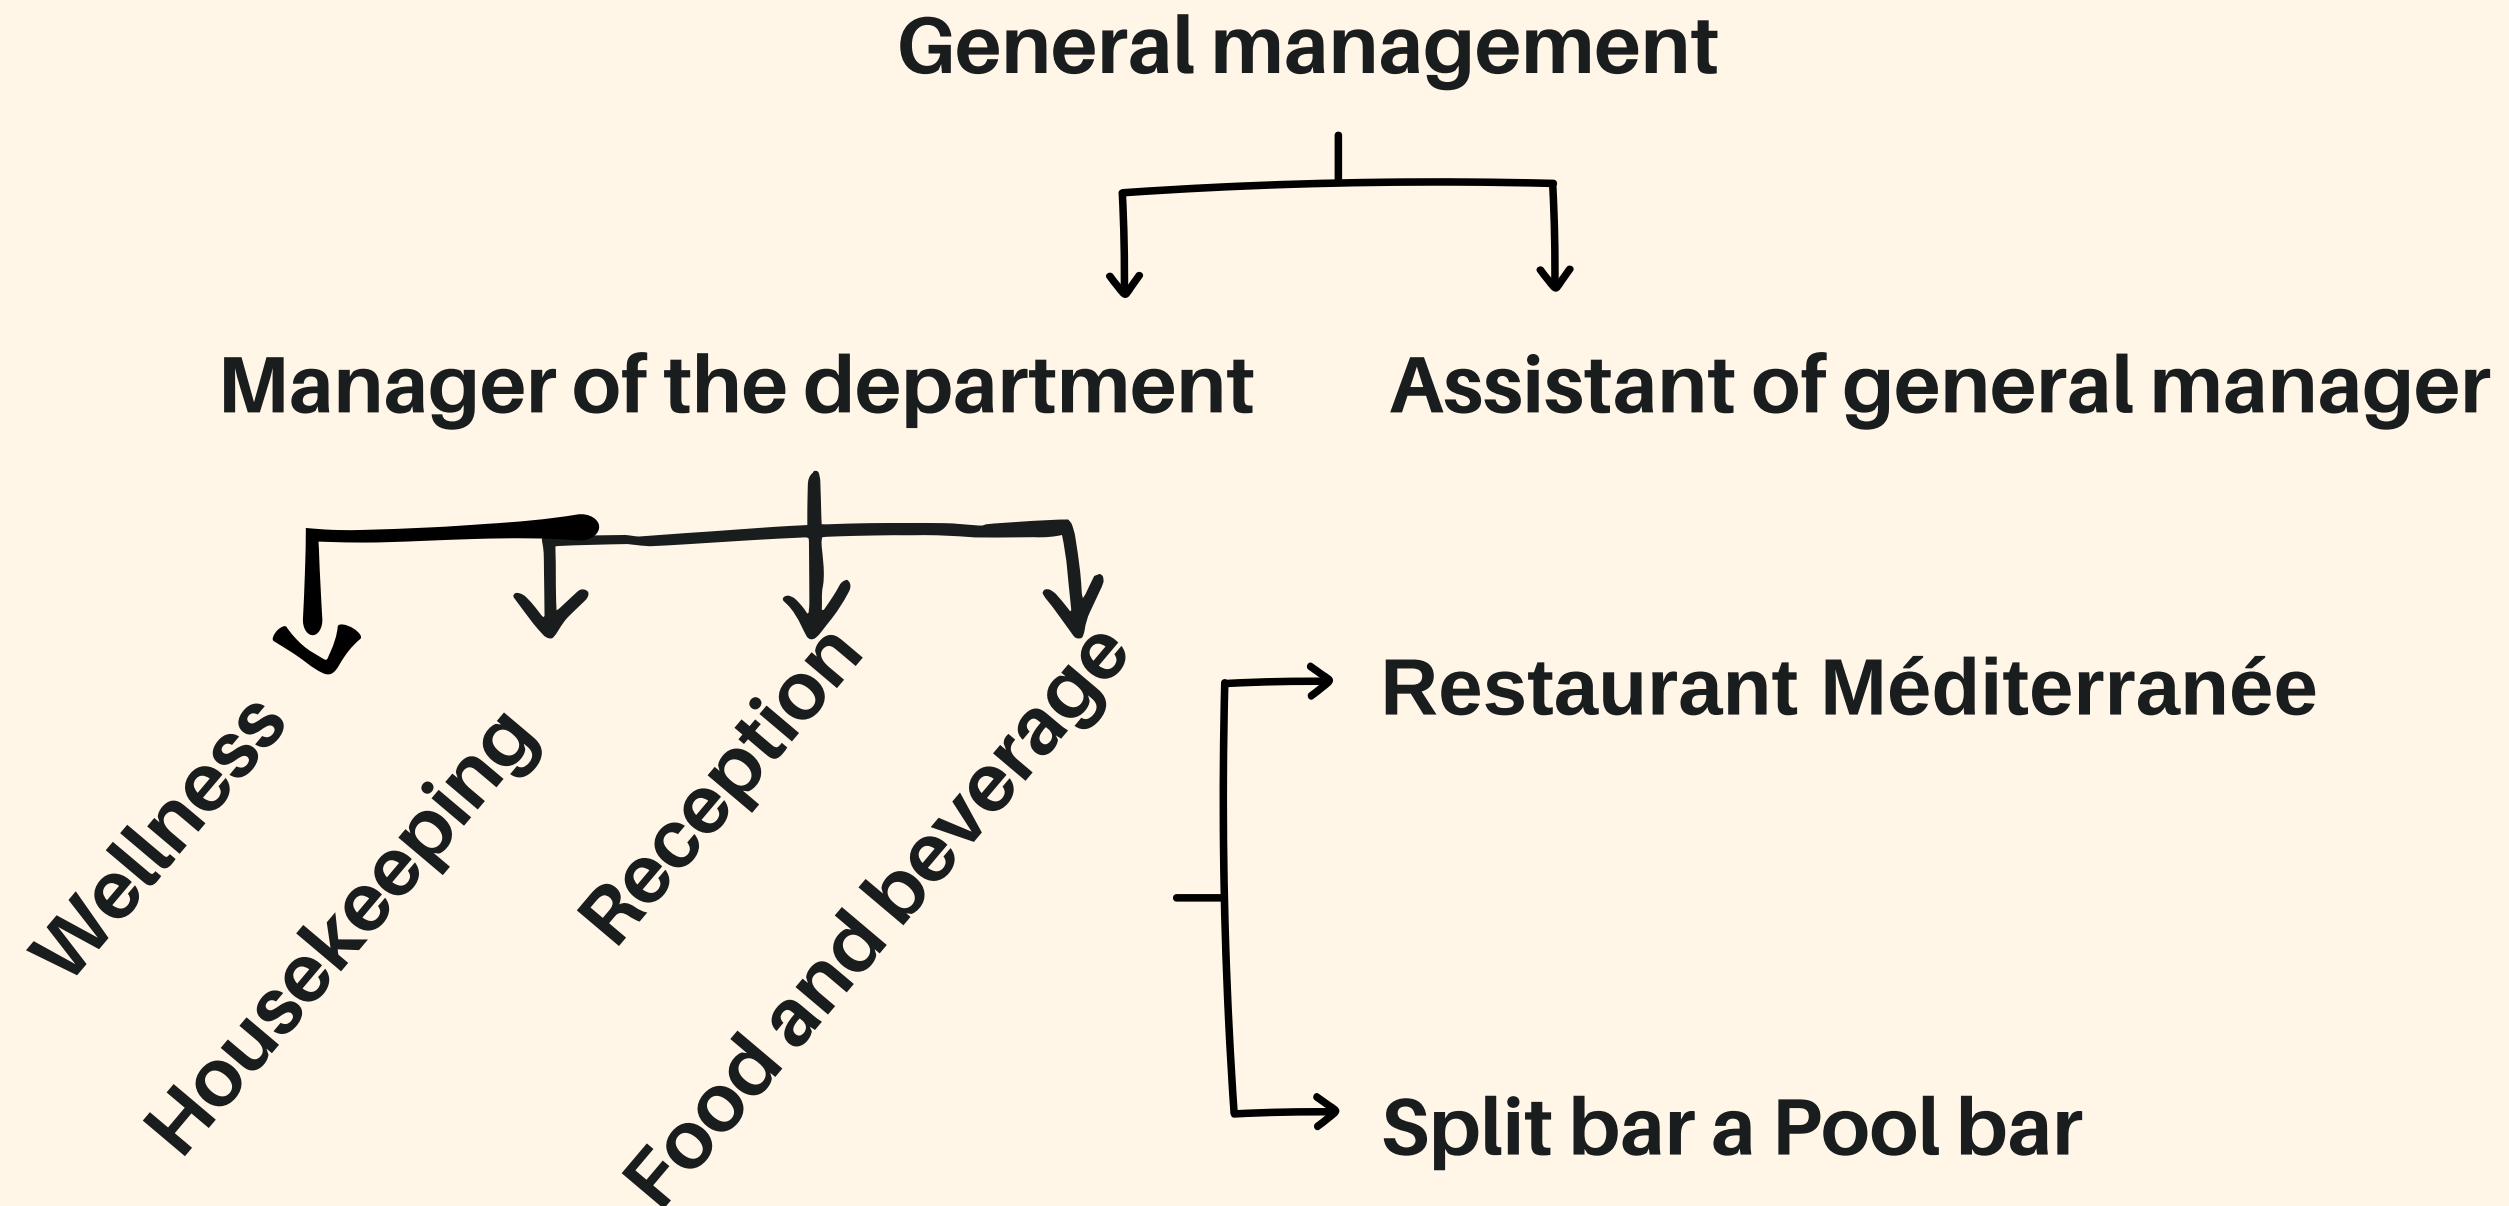 General management
Manager of the department
Assistant of general manager
Wellness
Housekeeping
Reception
Food and beverage
Restaurant Méditerranéé
Split bar a Pool bar